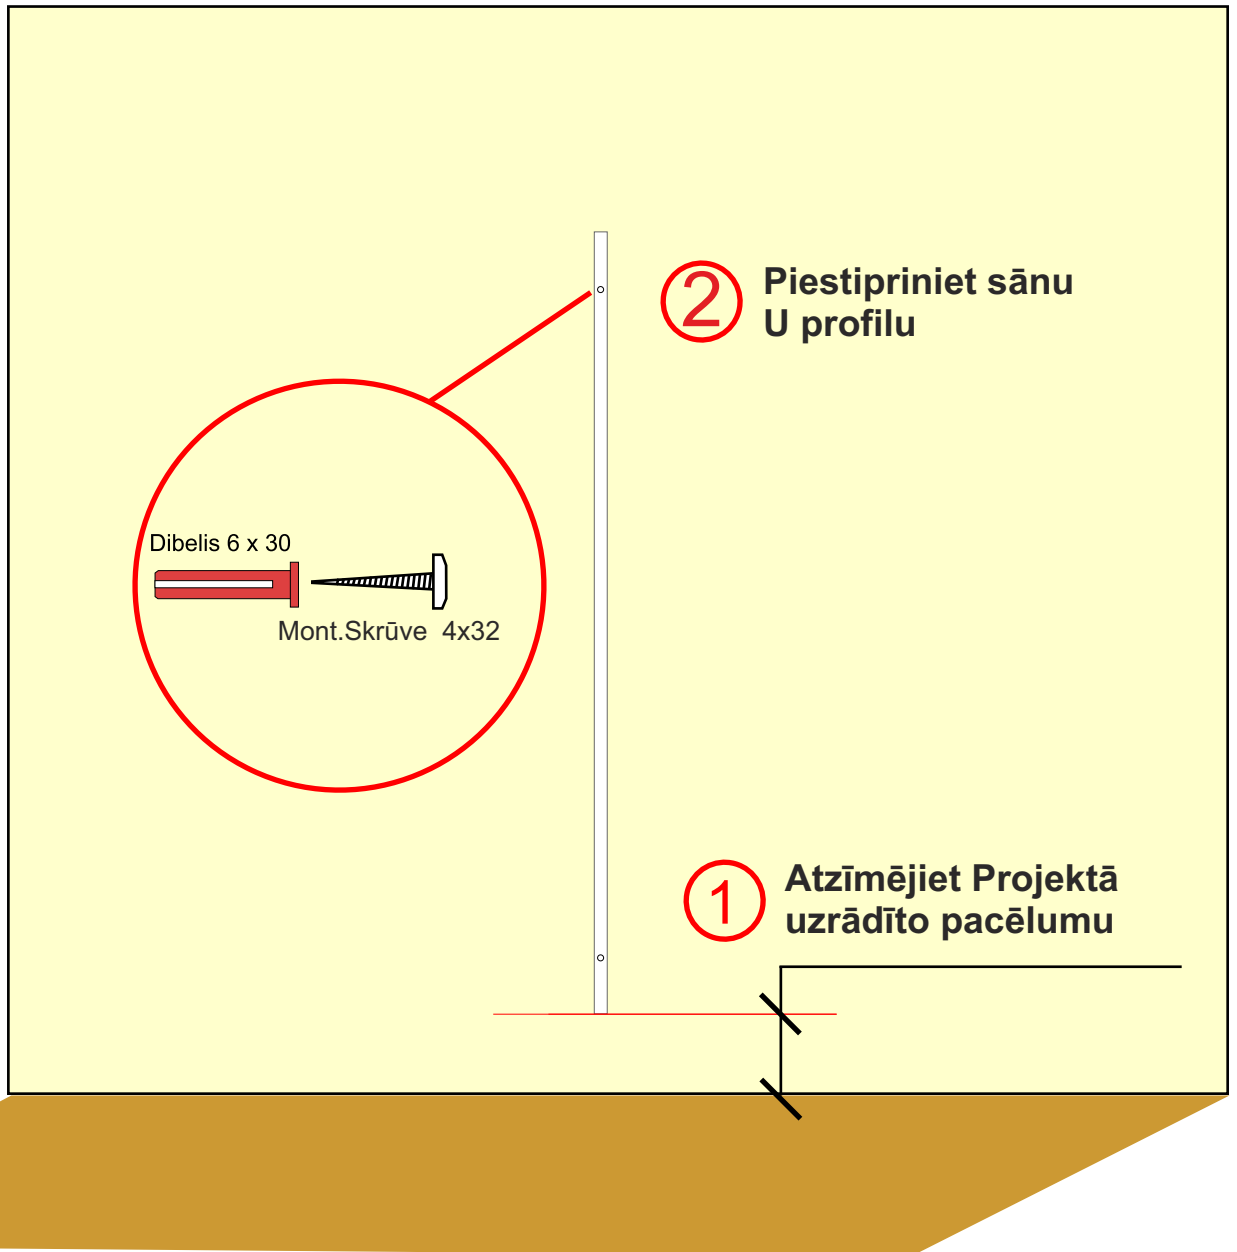 2 Piestipriniet sānu
U profilu
Dibelis 6 x 30
Mont.Skrūve 4x32
1 Atzīmējiet Projektā
uzrādīto pacēlumu